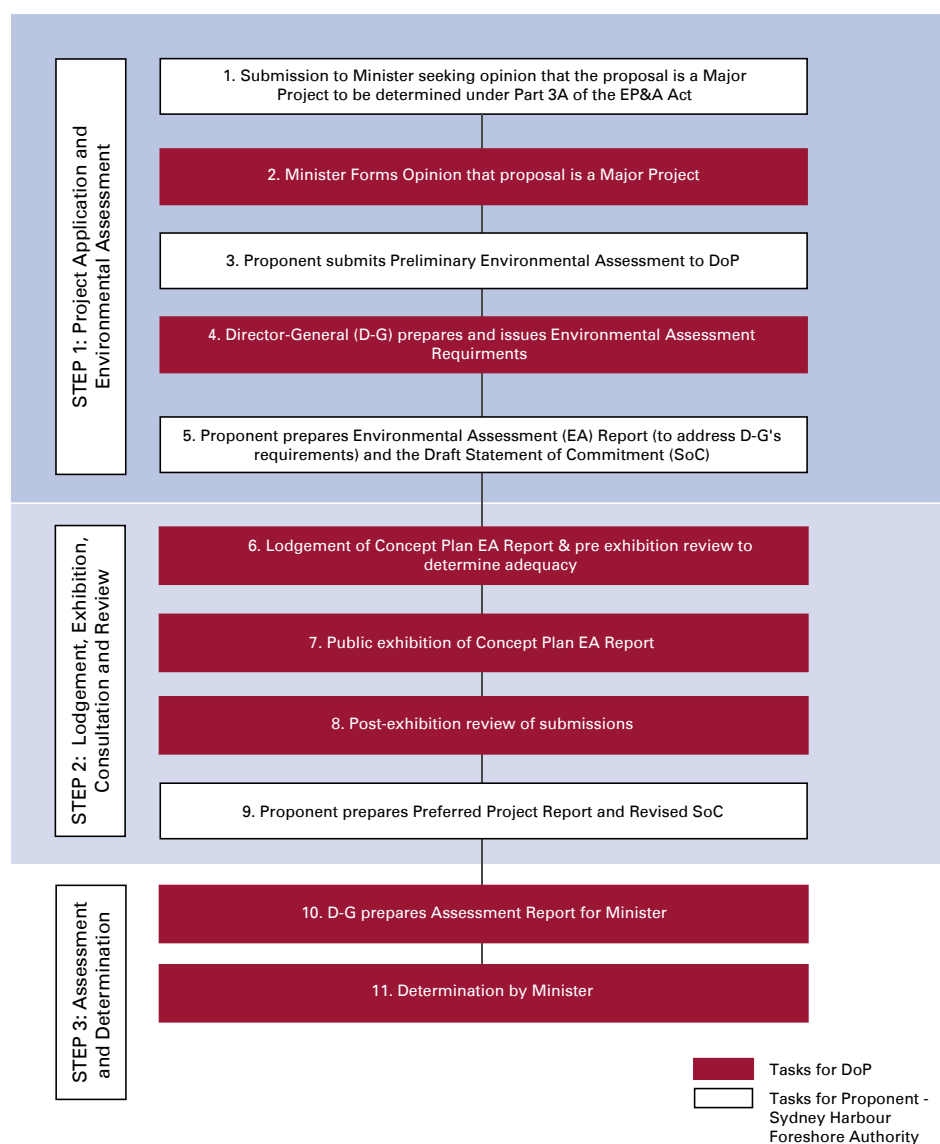 STEP 1: Project Application and
Environmental Assessment
1. Submission to Minister seeking opinion that the proposal is a Major
Project to be determined under Part 3A of the EP&A Act
2. Minister Forms Opinion that proposal is a Major Project
3. Proponent submits Preliminary Environmental Assessment to DoP
4. Director-General (D-G) prepares and issues Environmental Assessment
Requirments
5. Proponent prepares Environmental Assessment (EA) Report (to address D-G's
requirements) and the Draft Statement of Commitment (SoC)
STEP 2: Lodgement, Exhibition,
Consultation and Review
6. Lodgement of Concept Plan EA Report & pre exhibition review to
determine adequacy
7. Public exhibition of Concept Plan EA Report
8. Post-exhibition review of submissions
9. Proponent prepares Preferred Project Report and Revised SoC
STEP 3: Assessment
and Determination
10. D-G prepares Assessment Report for Minister
11. Determination by Minister
Tasks for DoP
Tasks for Proponent -
Sydney Harbour
Foreshore Authority